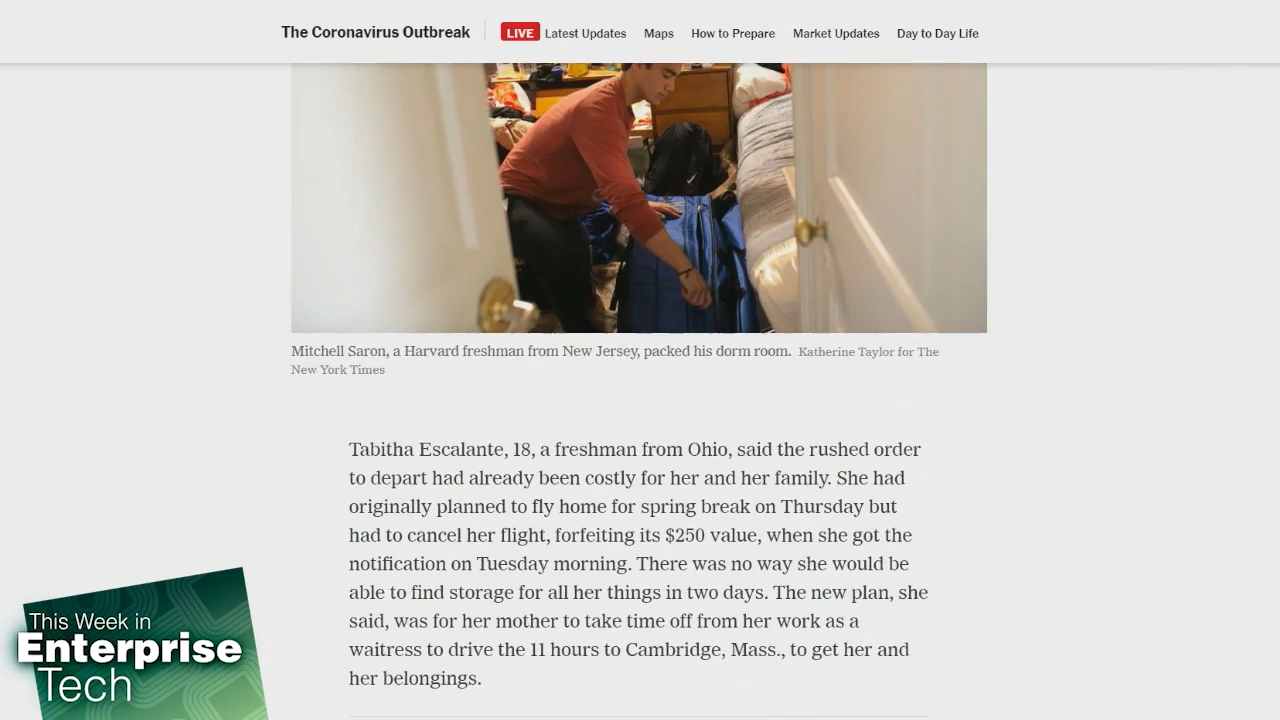 The Coronavirus Outbreak
LIVE Latest Updates Maps How to Prepare Market Updates Day to Day Life
Mitchell Saron, a Harvard freshman from New Jersey, packed his dorm room. Katherine Taylor for The
New York Times
Tabitha Escalante, 18, a freshman from Ohio, said the rushed order
to depart had already been costly for her and her family. She had
originally planned to fly home for spring break on Thursday but
had to cancel her flight, forfeiting its $250 value, when she got the
notification on Tuesday morning. There was no way she would be
able to find storage for all her things in two days. The new plan, she
said, was for her mother to take time off from her work as a
waitress to drive the 11 hours to Cambridge, Mass., to get her and
her belongings.
This Week in
Enterprise
Tech